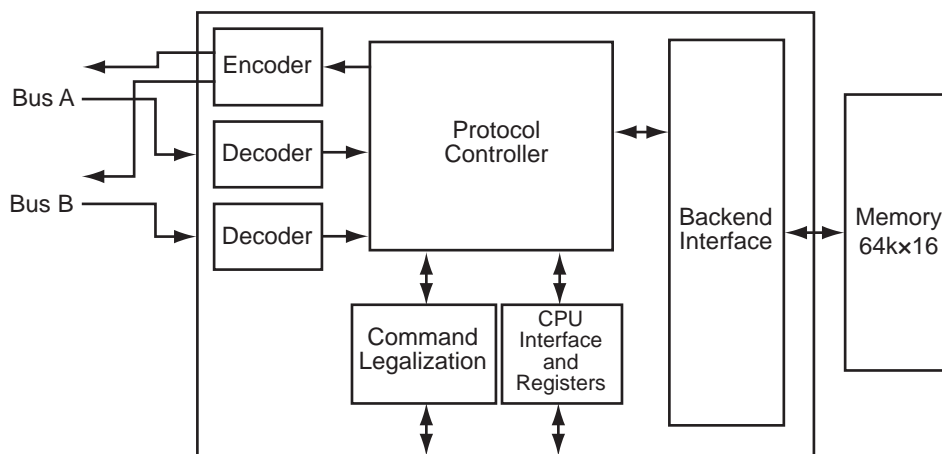 Encoder
Bus A
Protocol
Controller
Decoder
Bus B
Decoder
Backend
Interface
Memory
64k×16
Command
Legalization
CPU
Interface
and
Registers